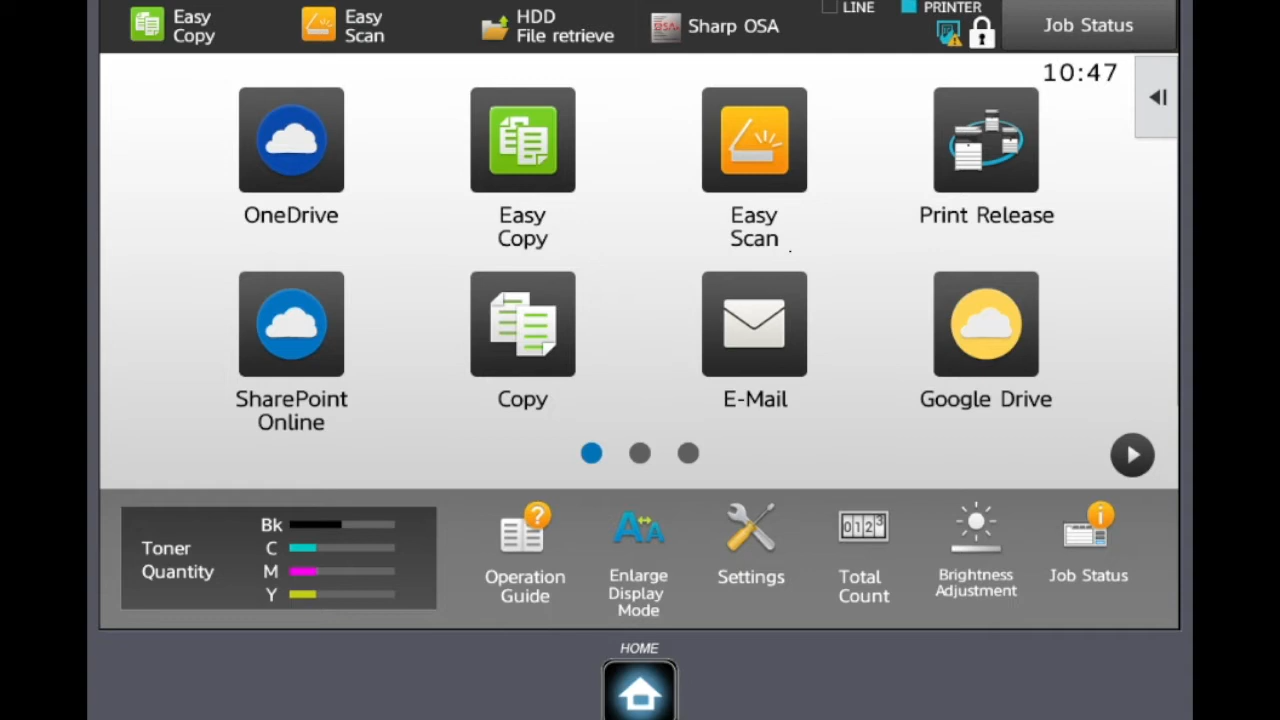 Easy
Copy
Easy
Scan
HDD
File retrieve
Sharp OSA
LINE
PRINTER
Job Status
10:47
OneDrive
Easy
Copy
Easy
Scan
Print Release
SharePoint
Online
Copy
E-Mail
Google Drive
Toner
Quantity
Bk
C
M
Y
Operation
Guide
Enlarge
Display
Mode
Settings
0123
Total
Count
Brightness
Adjustment
Job Status
HOME